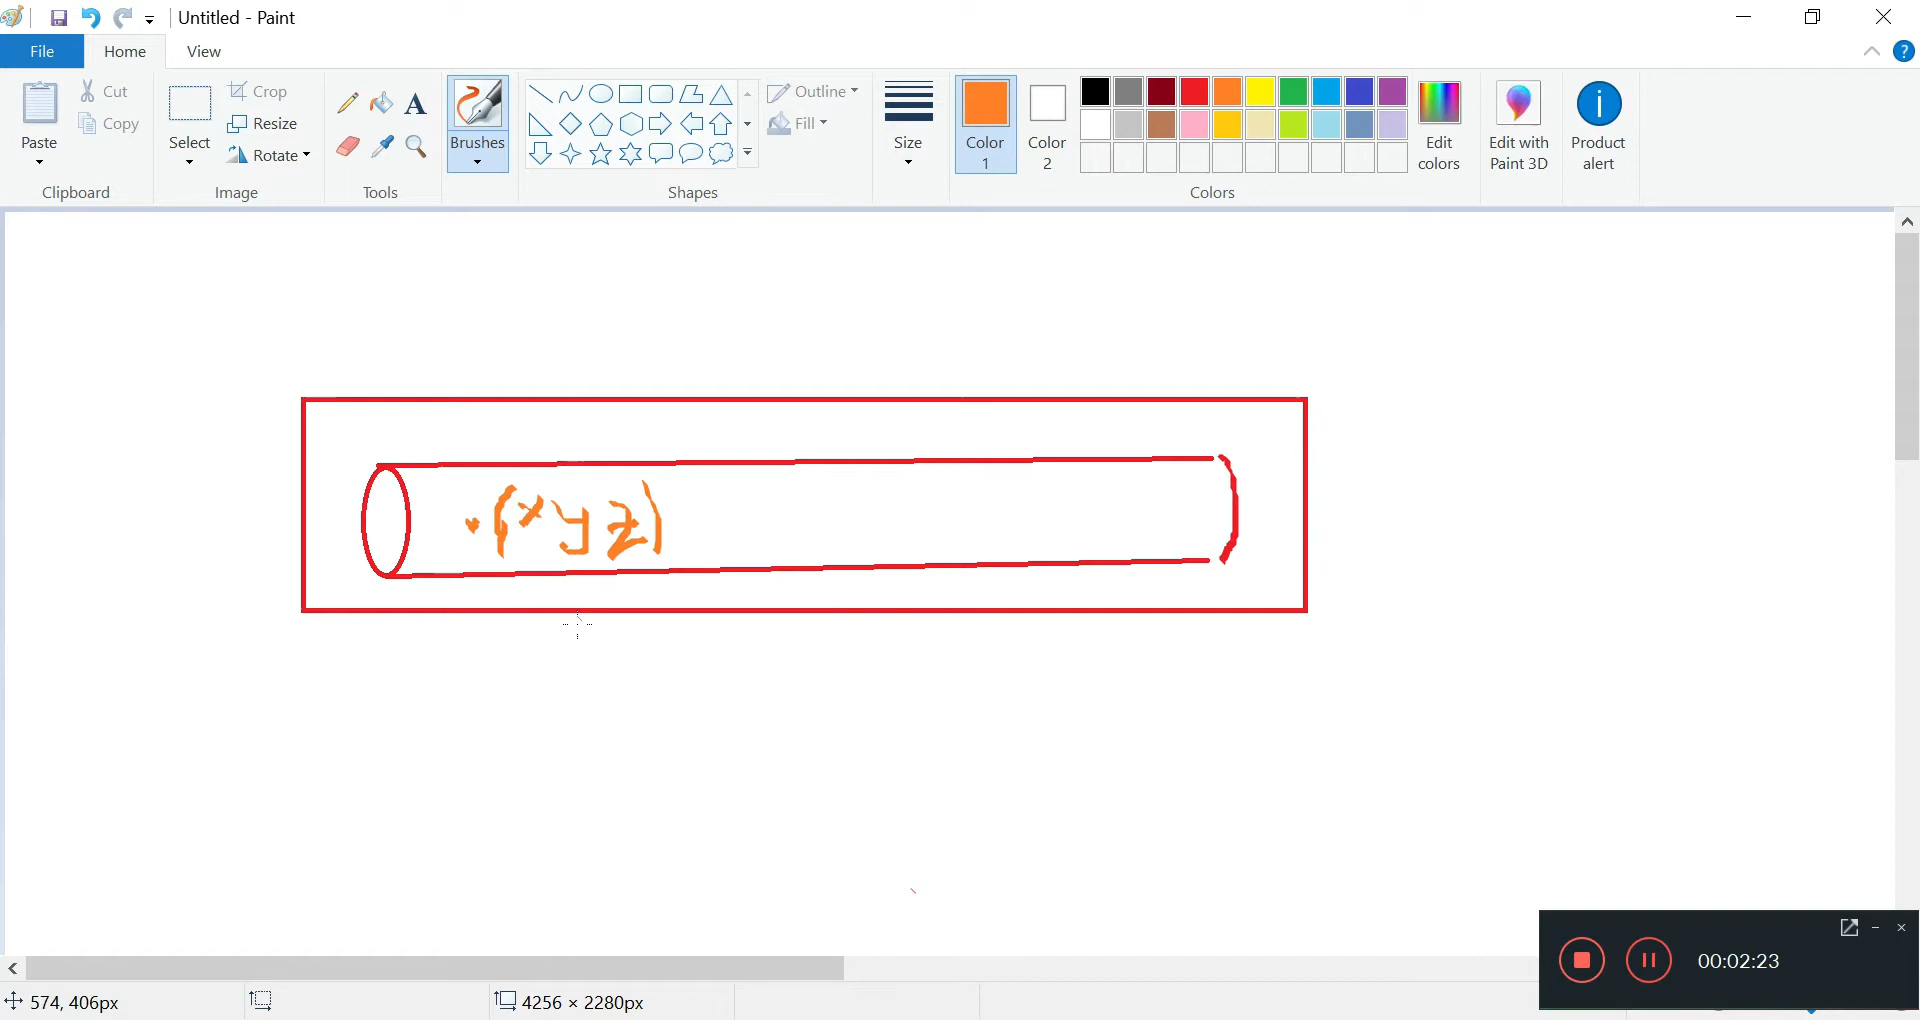 Untitled - Paint
File Home View
Paste
Cut
Copy
Clipboard
Select
Crop
Resize
Rotate
Image
Tools
Brushes
Shapes
Outline
Fill
Size
Color 1
Color 2
Colors
Edit colors
Edit with Paint 3D
Product alert
.(x y z)
00:02:23
574, 406px
4256 × 2280px